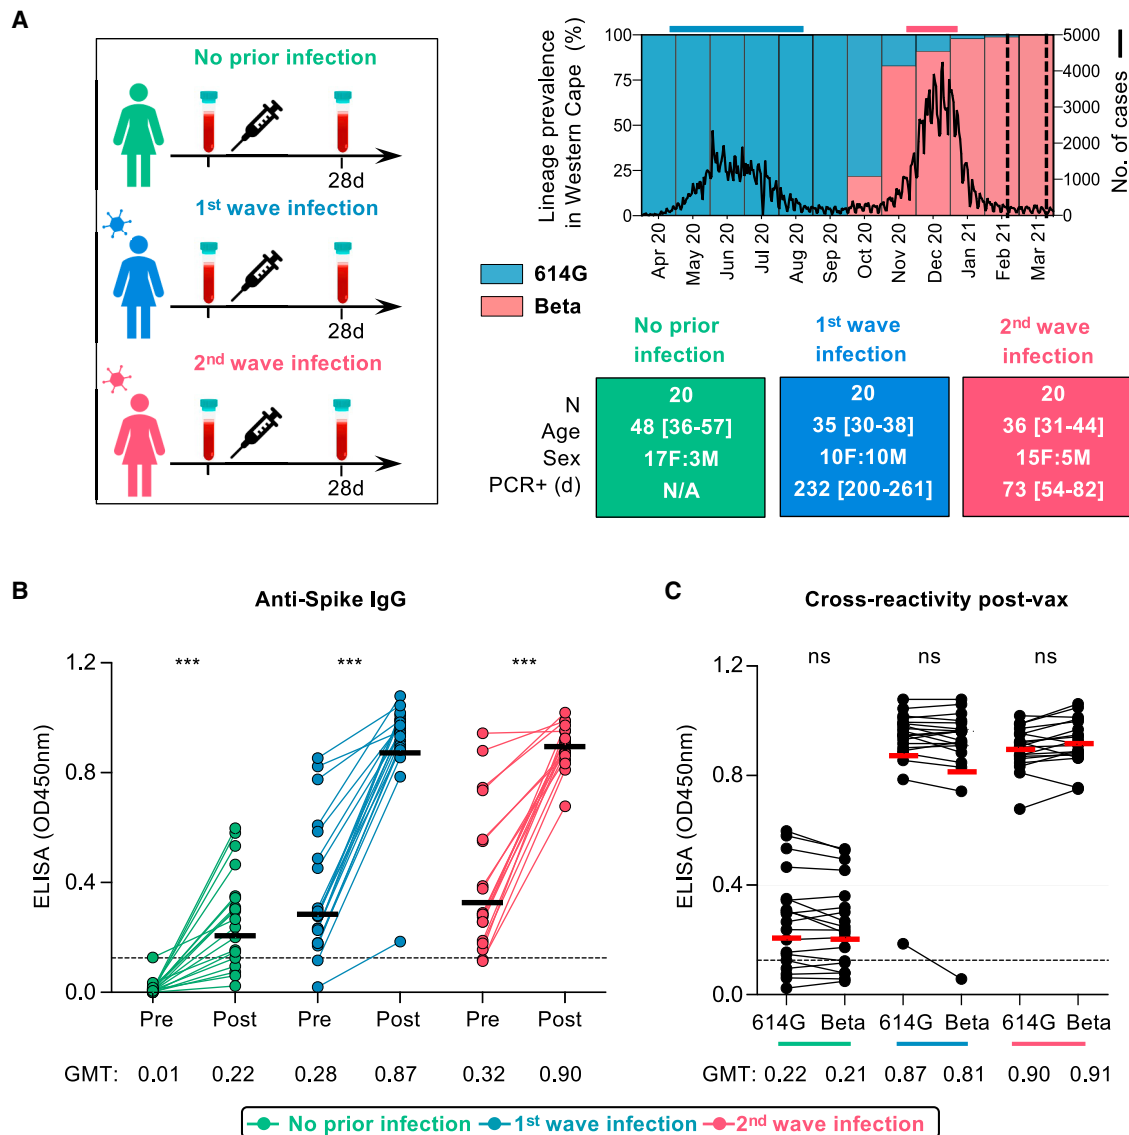 A
No prior infection
28d
1st wave infection
28d
2nd wave infection
28d
Lineage prevalence
in Western Cape (%)
100
75
50
25
0
5000
4000
3000
2000
1000
0
No. of cases
Apr 20
May 20
Jun 20
Jul 20
Aug 20
Sep 20
Oct 20
Nov 20
Dec 20
Jan 21
Feb 21
Mar 21
614G
Beta
No prior infection
1st wave infection
2nd wave infection
N 20 20 20
Age 48 [36-57] 35 [30-38] 36 [31-44]
Sex 17F:3M 10F:10M 15F:5M
PCR+ (d) N/A 232 [200-261] 73 [54-82]
B
Anti-Spike IgG
*** *** ***
ELISA (OD450nm)
1.2
0.8
0.4
0.0
Pre Post Pre Post Pre Post
GMT: 0.01 0.22 0.28 0.87 0.32 0.90
C
Cross-reactivity post-vax
ns ns ns
ELISA (OD450nm)
1.2
0.8
0.4
0.0
614G Beta 614G Beta 614G Beta
GMT: 0.22 0.21 0.87 0.81 0.90 0.91
No prior infection 1st wave infection 2nd wave infection